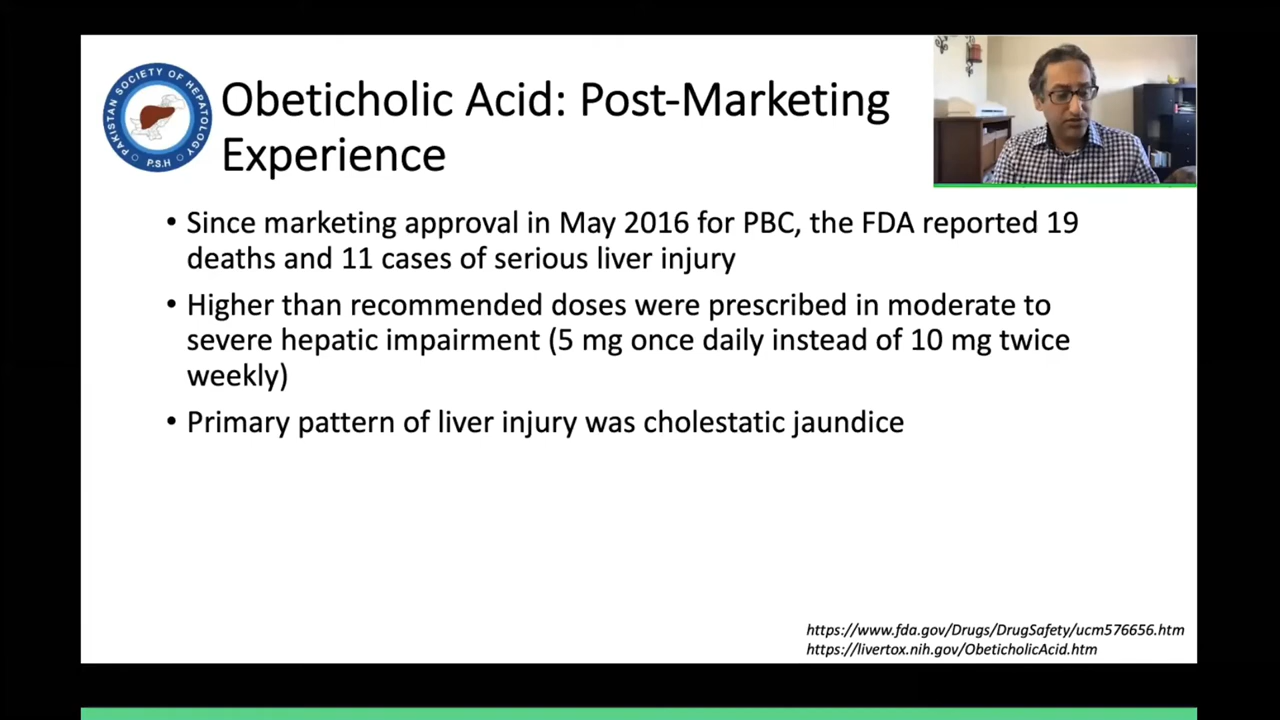 PAKISTAN SOCIETY OF HEPATOLOGY
P.S.H
Obeticholic Acid: Post-Marketing
Experience
• Since marketing approval in May 2016 for PBC, the FDA reported 19
deaths and 11 cases of serious liver injury
• Higher than recommended doses were prescribed in moderate to
severe hepatic impairment (5 mg once daily instead of 10 mg twice
weekly)
• Primary pattern of liver injury was cholestatic jaundice
https://www.fda.gov/Drugs/DrugSafety/ucm576656.htm
https://livertox.nih.gov/ObeticholicAcid.htm